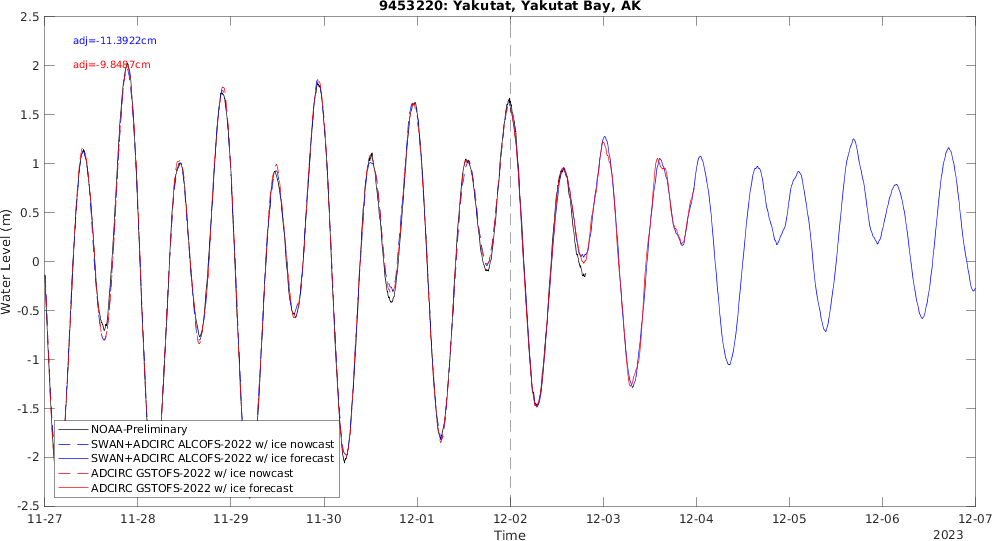 9453220: Yakutat, Yakutat Bay, AK
2.5
adj=-11.3922cm
adj=-9.8487cm
2
1.5
1
0.5
0
-0.5
-1
-1.5
-2
-2.5
Water Level (m)
NOAA-Preliminary
SWAN+ADCIRC ALCOFS-2022 w/ ice nowcast
SWAN+ADCIRC ALCOFS-2022 w/ ice forecast
ADCIRC GSTOFS-2022 w/ ice nowcast
ADCIRC GSTOFS-2022 w/ ice forecast
11-27 11-28 11-29 11-30 12-01 12-02 12-03 12-04 12-05 12-06 12-07
Time
2023